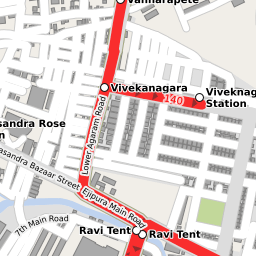 Vannarapete
Vivekanagara
140
Viveknag
Station
sandra Rose
n
Lower Agaram Road
asandra Bazaar Street
Ejipura Main Road
7th Main Road
Ravi Tent
Ravi Tent